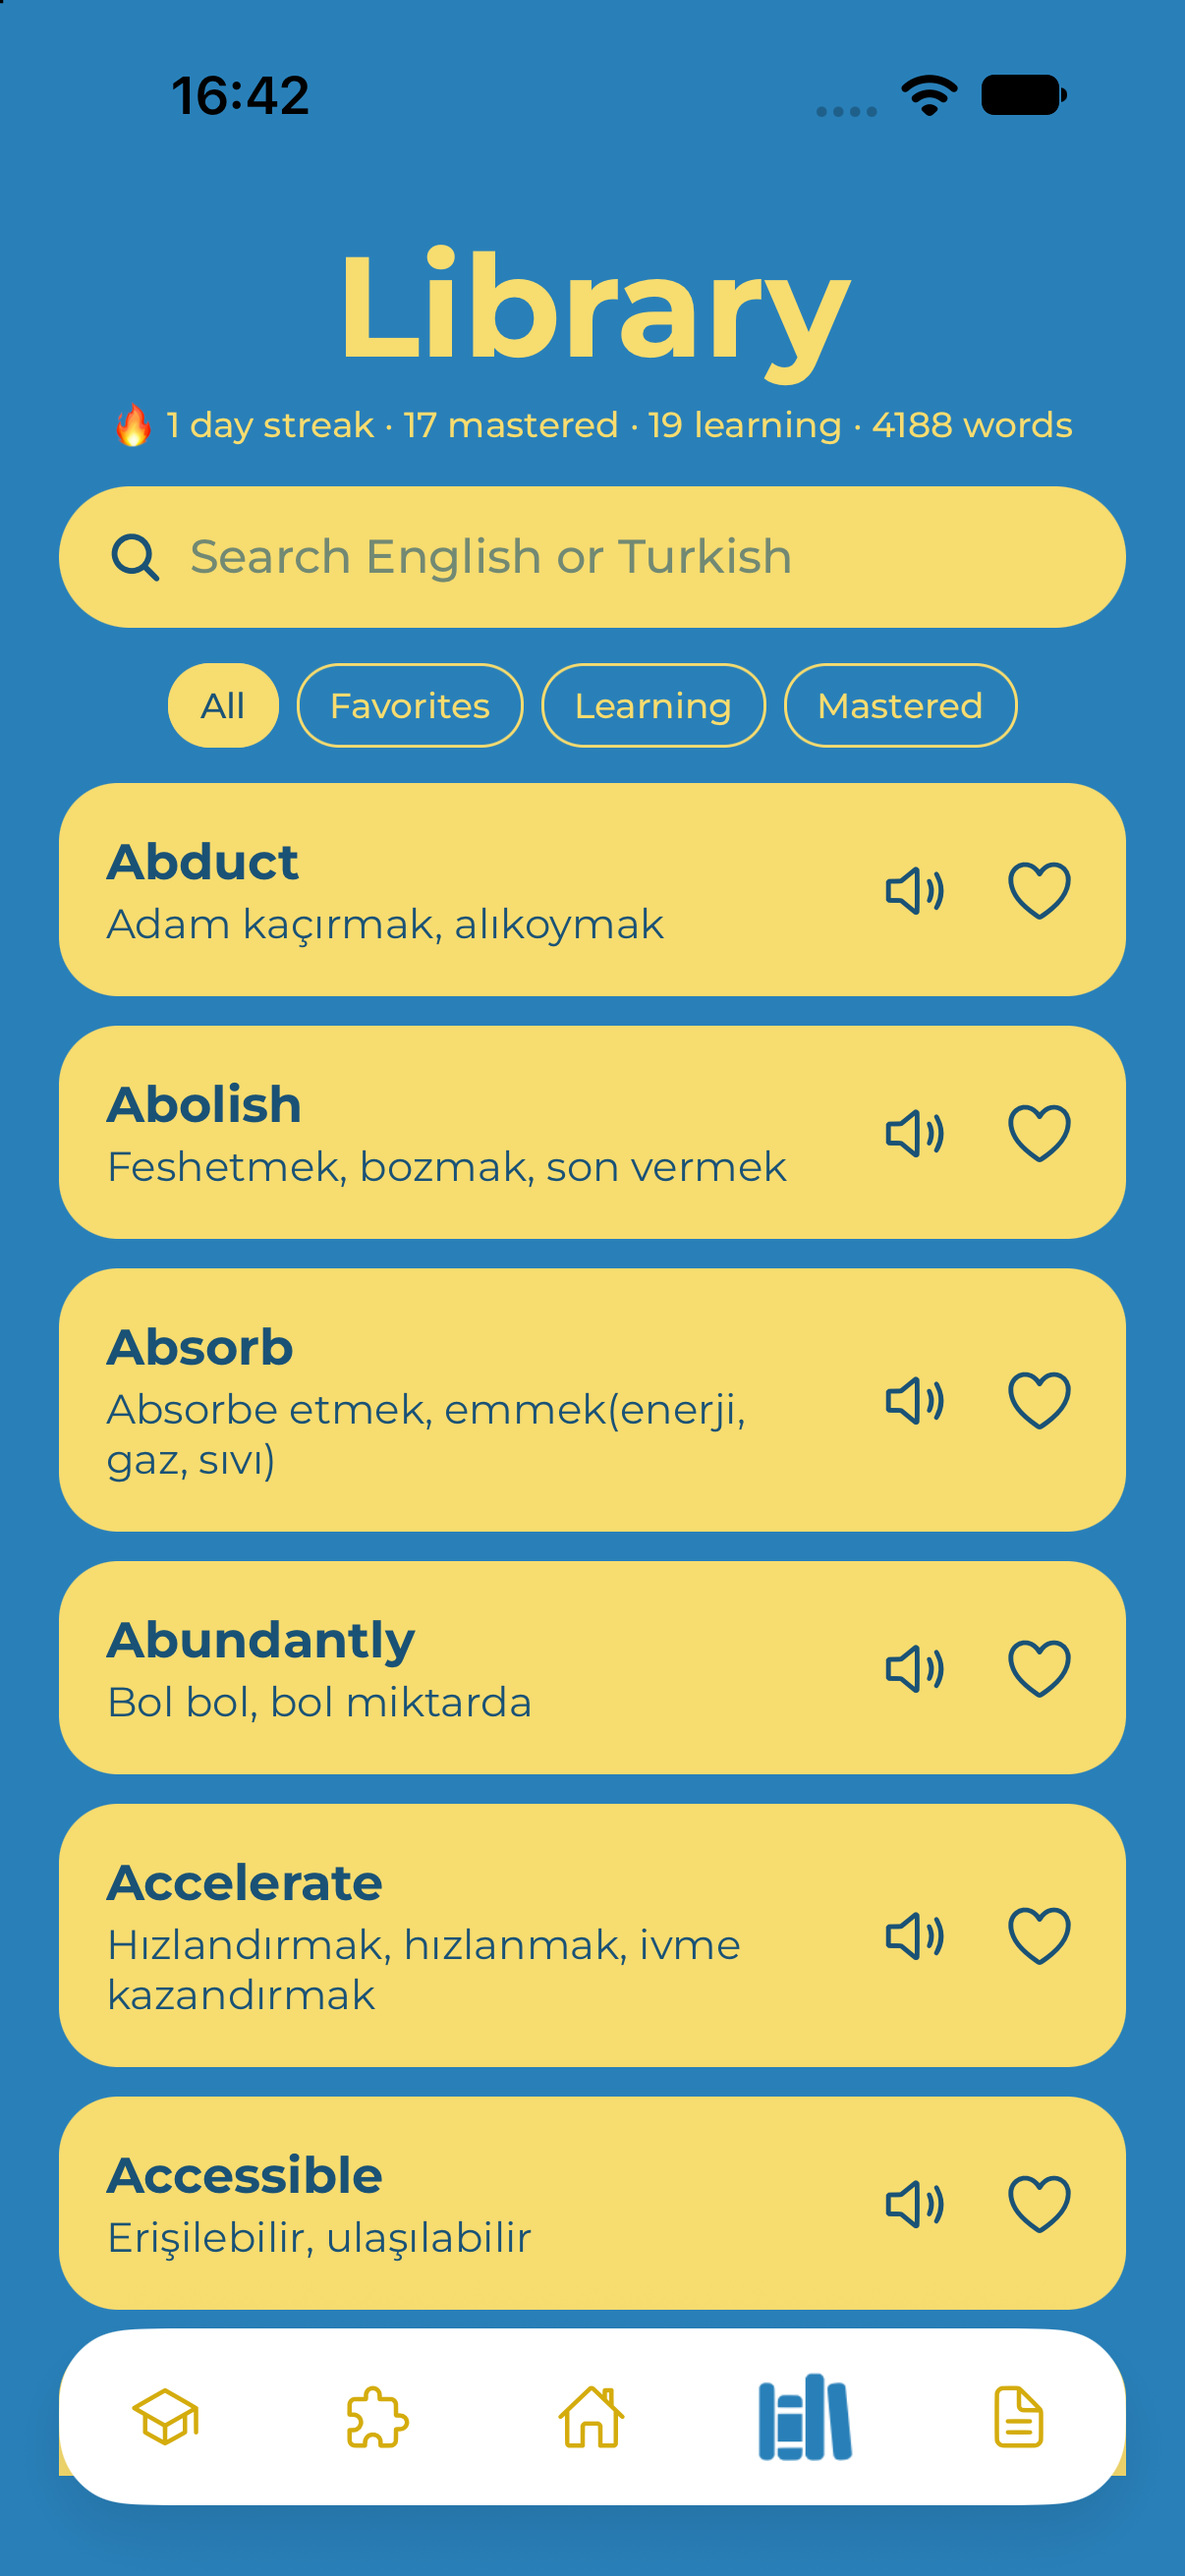 16:42
Library
🔥 1 day streak · 17 mastered · 19 learning · 4188 words
Search English or Turkish
All Favorites Learning Mastered
Abduct
Adam kaçırmak, alıkoymak
Abolish
Feshetmek, bozmak, son vermek
Absorb
Absorbe etmek, emmek(enerji,
gaz, sıvı)
Abundantly
Bol bol, bol miktarda
Accelerate
Hızlandırmak, hızlanmak, ivme
kazandırmak
Accessible
Erişilebilir, ulaşılabilir